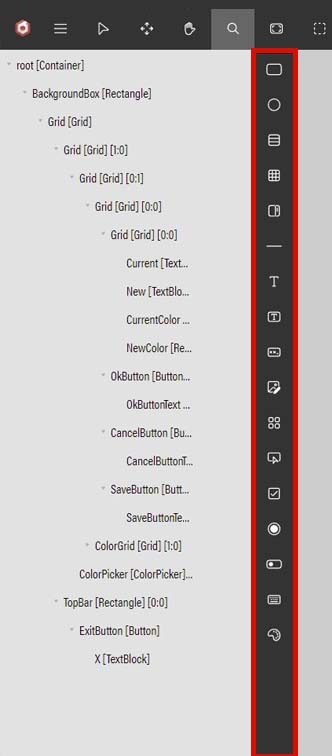 root [Container]
BackgroundBox [Rectangle]
Grid [Grid]
Grid [Grid] [1:0]
Grid [Grid] [0:1]
Grid [Grid] [0:0]
Grid [Grid] [0:0]
Current [Text...
New [TextBlo...
CurrentColor ...
NewColor [Re...
OkButton [Button...
OkButtonText ...
CancelButton [Bu...
CancelButtonT...
SaveButton [Butt...
SaveButtonTe...
ColorGrid [Grid] [1:0]
ColorPicker [ColorPicker]...
TopBar [Rectangle] [0:0]
ExitButton [Button]
X [TextBlock]